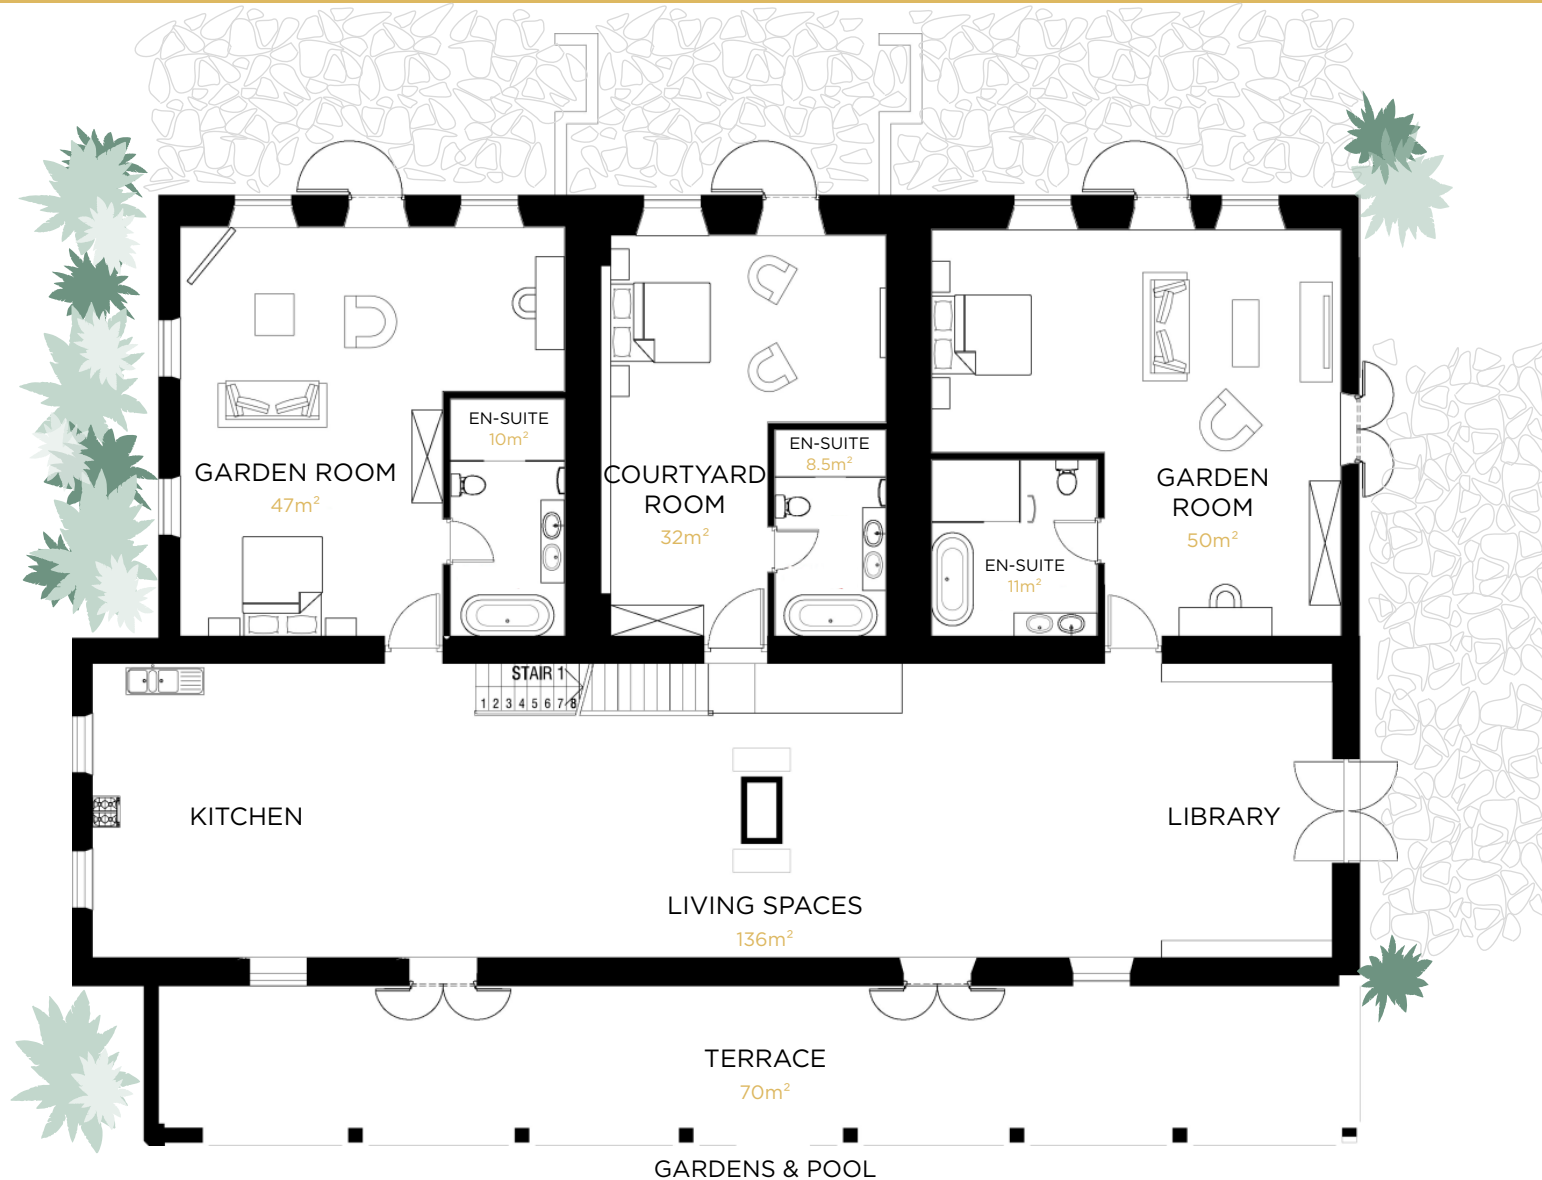 EN-SUITE
10m²
GARDEN ROOM
47m²
EN-SUITE
8.5m²
COURTYARD
ROOM
32m²
GARDEN
ROOM
50m²
EN-SUITE
11m²
STAIR 1
1 2 3 4 5 6 7 8
KITCHEN
LIBRARY
LIVING SPACES
136m²
TERRACE
70m²
GARDENS & POOL